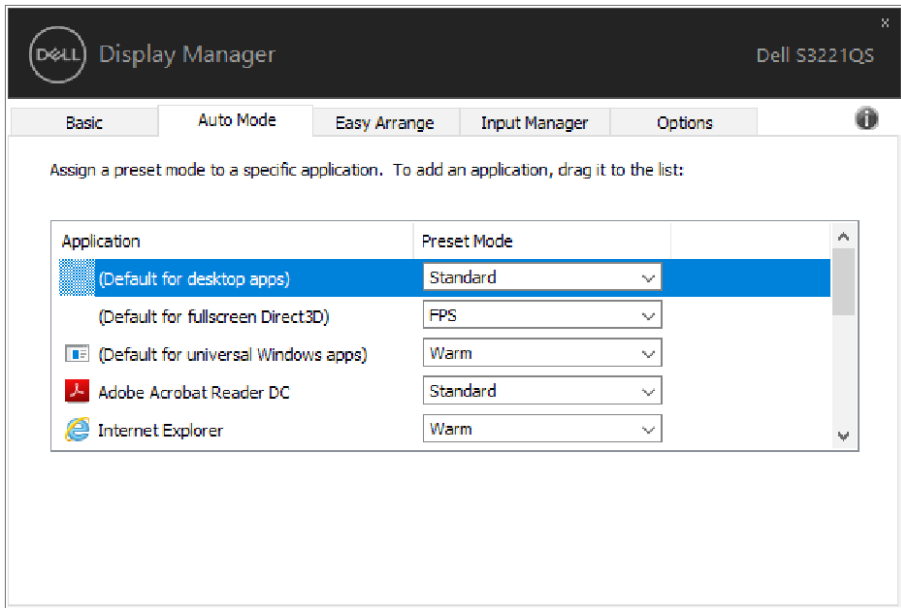 x
DELL Display Manager Dell S3221QS
Basic Auto Mode Easy Arrange Input Manager Options
Assign a preset mode to a specific application. To add an application, drag it to the list:
Application Preset Mode
(Default for desktop apps) Standard
(Default for fullscreen Direct3D) FPS
(Default for universal Windows apps) Warm
Adobe Acrobat Reader DC Standard
Internet Explorer Warm